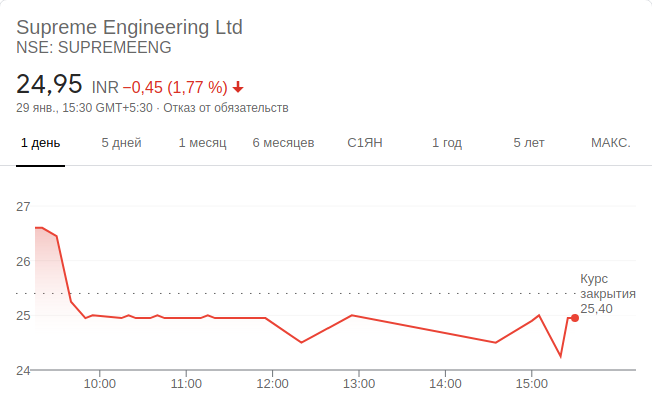 Supreme Engineering Ltd
NSE: SUPREMEENG
24,95 INR −0,45 (1,77 %)
29 янв., 15:30 GMT+5:30 · Отказ от обязательств
1 день 5 дней 1 месяц 6 месяцев С1ЯН 1 год 5 лет МАКС.
27
26
Курс
закрытия
25,40
25
24
10:00 11:00 12:00 13:00 14:00 15:00